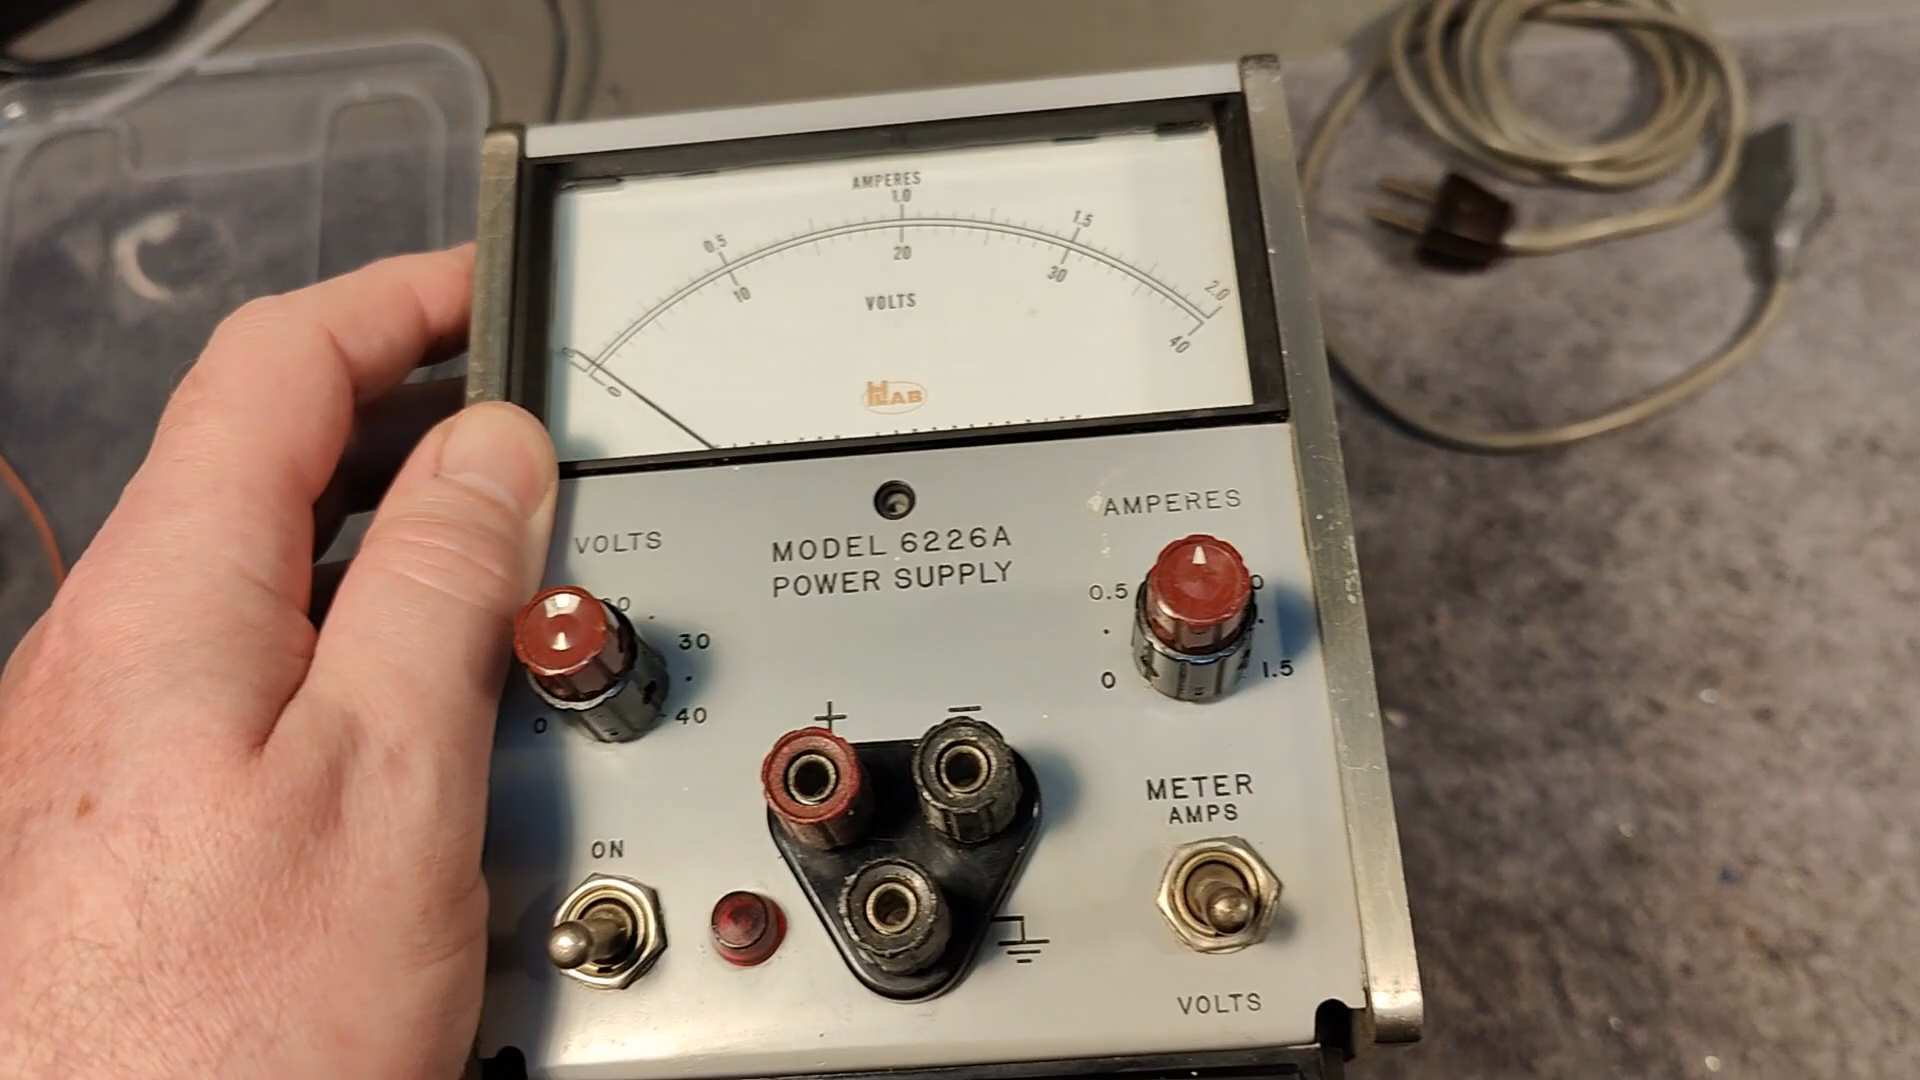 AMPERES
0.5
1.0
1.5
2.0
0
10
20
30
40
VOLTS
HLAB
VOLTS
MODEL 6226A
POWER SUPPLY
AMPERES
0
30
40
0
0.5
1.5
+ −
METER
AMPS
ON
VOLTS